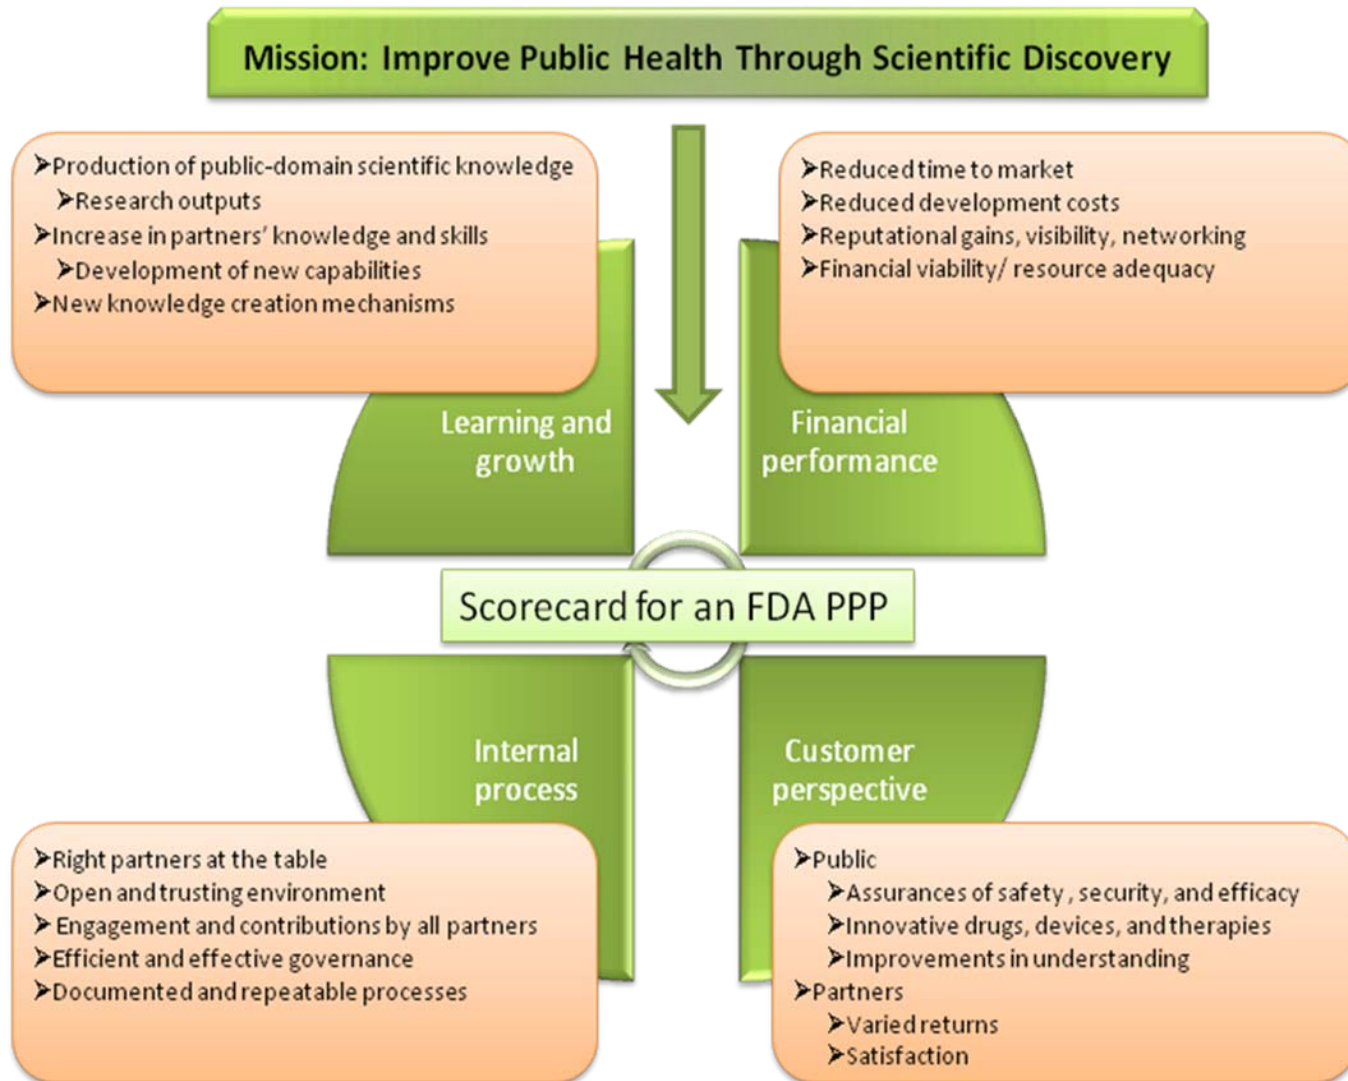 Mission: Improve Public Health Through Scientific Discovery
➤Production of public-domain scientific knowledge
➤Research outputs
➤Increase in partners’ knowledge and skills
➤Development of new capabilities
➤New knowledge creation mechanisms
➤Reduced time to market
➤Reduced development costs
➤Reputational gains, visibility, networking
➤Financial viability/ resource adequacy
Learning and
growth
Financial
performance
Scorecard for an FDA PPP
Internal
process
Customer
perspective
➤Right partners at the table
➤Open and trusting environment
➤Engagement and contributions by all partners
➤Efficient and effective governance
➤Documented and repeatable processes
➤Public
➤Assurances of safety, security, and efficacy
➤Innovative drugs, devices, and therapies
➤Improvements in understanding
➤Partners
➤Varied returns
➤Satisfaction